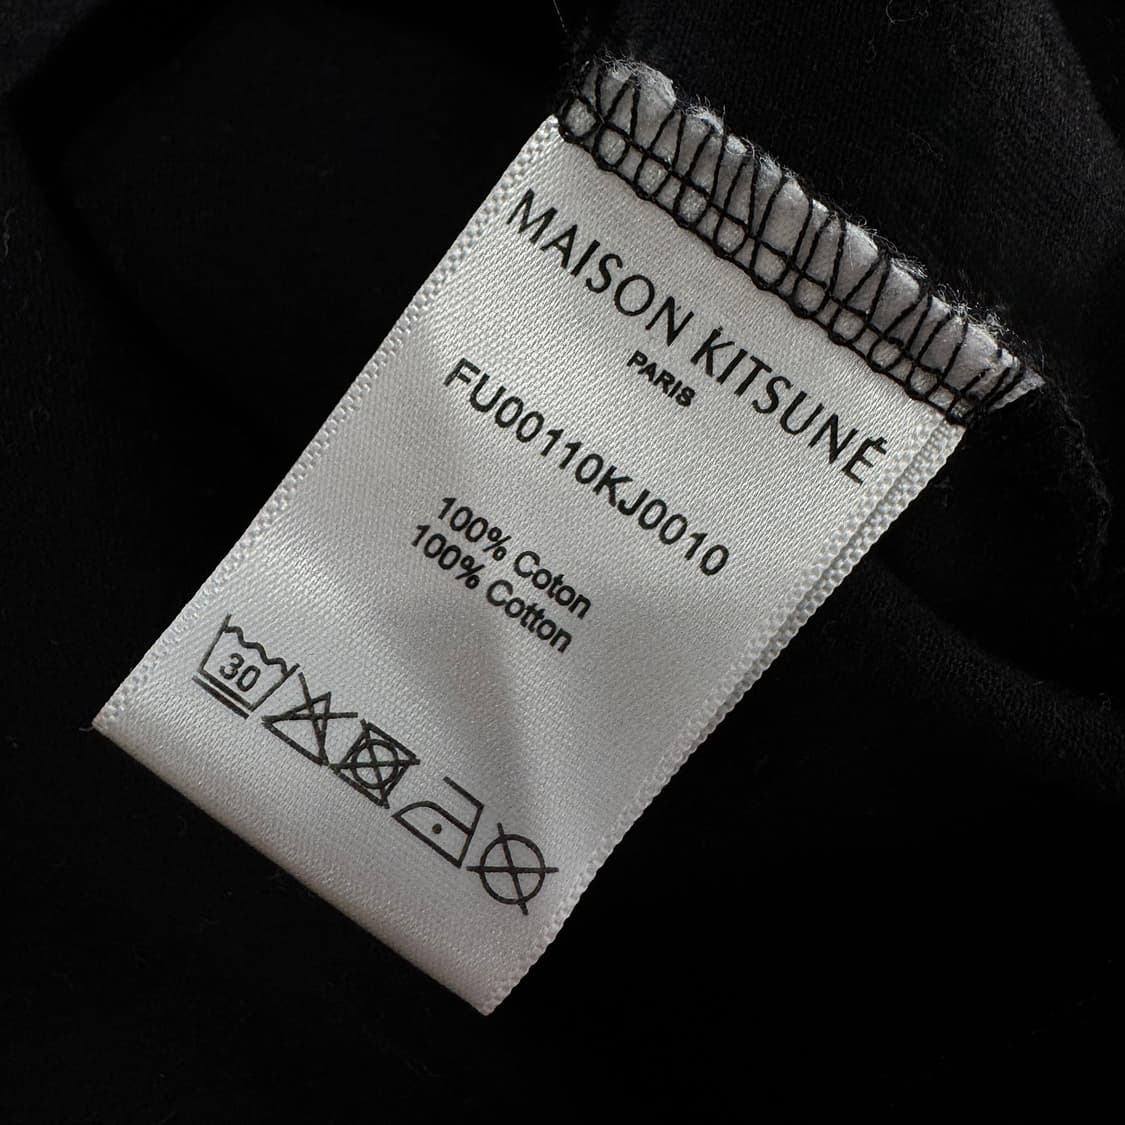 MAISON KITSUNÉ
PARIS
FU00110KJ0010
100% Coton
100% Cotton
30